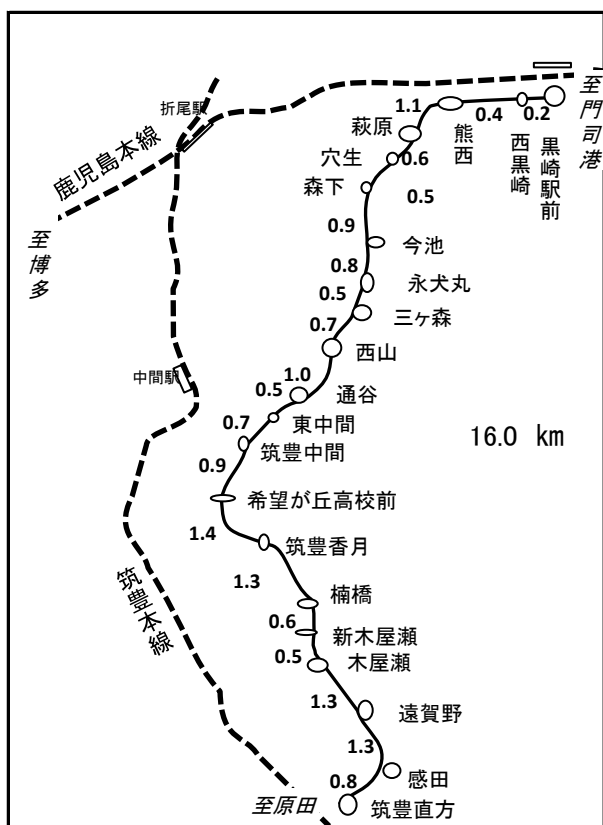 折尾駅
鹿児島本線
至博多
至門司港
1.1
0.4
0.2
萩原
熊西
西黒崎
黒崎駅前
穴生
0.6
森下
0.5
0.9
今池
0.8
永犬丸
0.5
三ヶ森
0.7
西山
中間駅
1.0
0.5
通谷
東中間
0.7
筑豊中間
16.0 km
0.9
希望が丘高校前
1.4
筑豊香月
1.3
筑豊本線
楠橋
0.6
新木屋瀬
0.5
木屋瀬
1.3
遠賀野
1.3
感田
0.8
至原田
筑豊直方